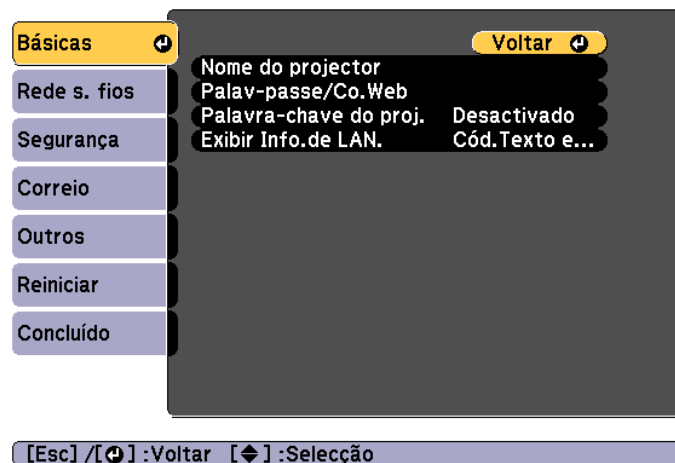 Básicas
Rede s. fios
Segurança
Correio
Outros
Reiniciar
Concluído
Voltar
Nome do projector
Palav-passe/Co.Web
Palavra-chave do proj. Desactivado
Exibir Info.de LAN. Cód.Texto e...
[Esc] /[ ] :Voltar [ ] :Selecção